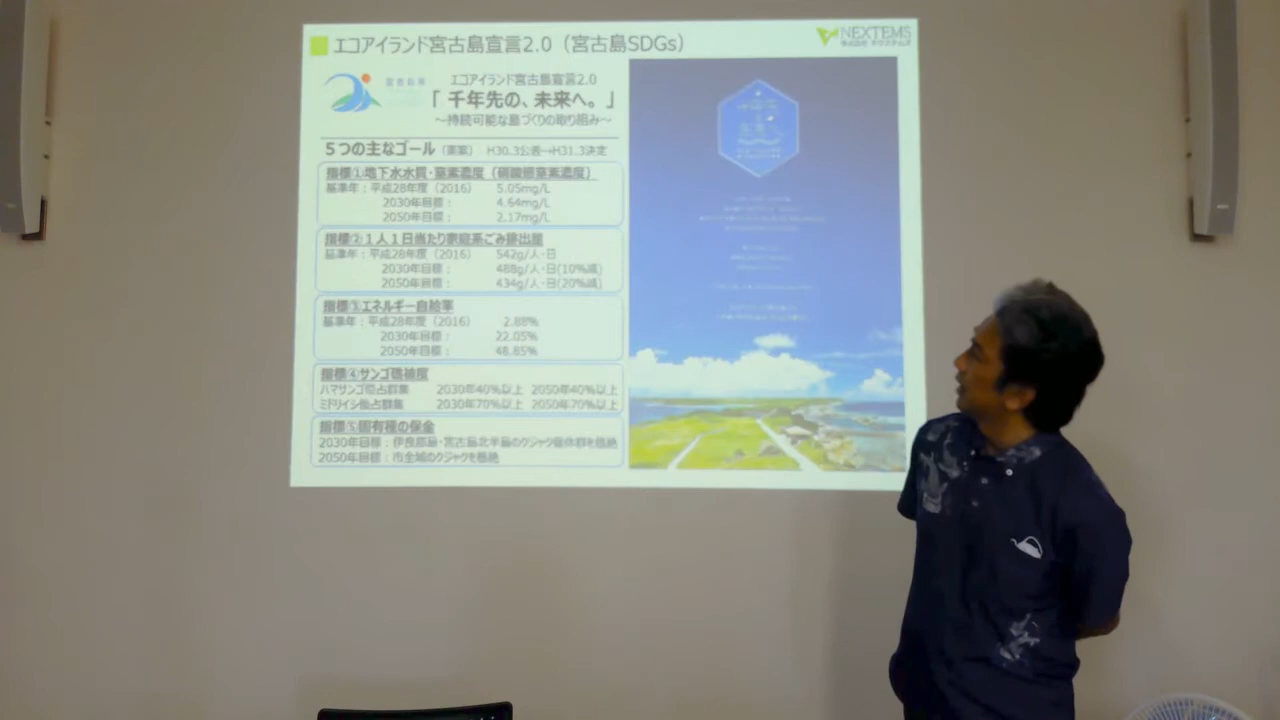 エコアイランド宮古島宣言2.0（宮古島SDGs）
NEXTEMS
株式会社 ネクステムズ
宮古島市
エコアイランド宮古島宣言2.0
「 千年先の、未来へ。」
～持続可能な島づくりの取り組み～
５つの主なゴール（素案） H30.3公表→H31.3決定
指標①地下水水質・窒素濃度（硝酸態窒素濃度）
基準年：平成28年度（2016） 5.05mg/L
2030年目標： 4.64mg/L
2050年目標： 2.17mg/L
指標②１人１日当たり家庭系ごみ排出量
基準年：平成28年度（2016） 542g/人・日
2030年目標： 488g/人・日(10%減)
2050年目標： 434g/人・日(20%減)
指標③エネルギー自給率
基準年：平成28年度（2016） 2.88%
2030年目標： 22.05%
2050年目標： 48.85%
指標④サンゴ被度
ハマサンゴ優占群集 2030年40%以上 2050年40%以上
ミドリイシ優占群集 2030年70%以上 2050年70%以上
指標⑤固有種の保全
2030年目標：伊良部島・宮古島北半島のクジャク個体群を根絶
2050年目標：市全域のクジャクを根絶